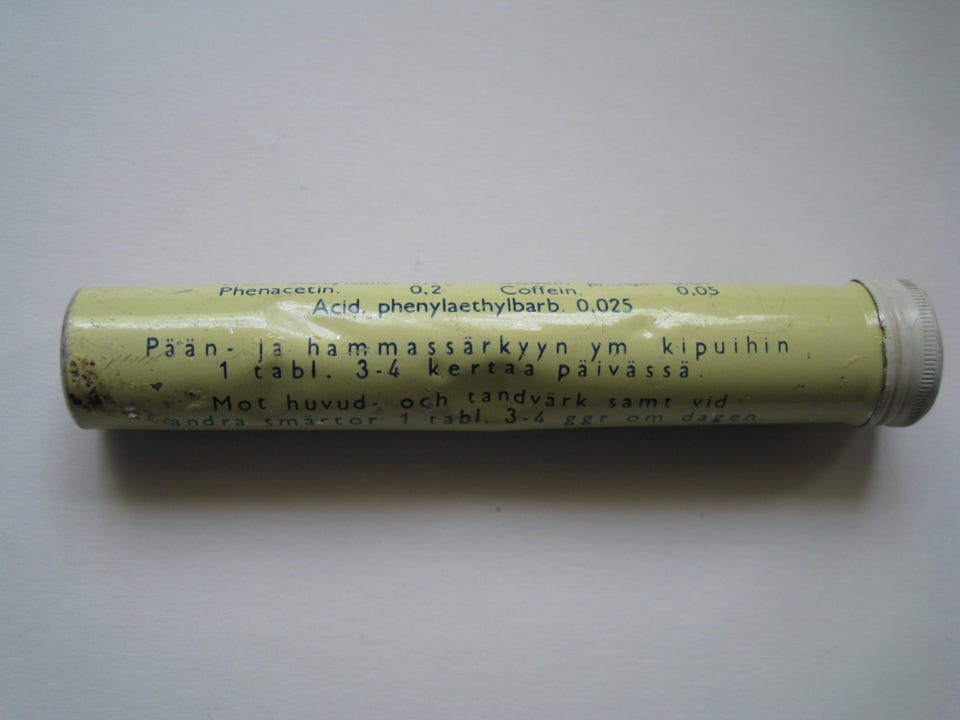 Phenacetin. 0,2 Coffein. 0,05
Acid. phenylaethylbarb. 0,025
Pään- ja hammassärkyyn ym kipuihin
1 tabl. 3-4 kertaa päivässä.
Mot huvud- och tandvärk samt vid
andra smärtor 1 tabl. 3-4 ggr om dagen.